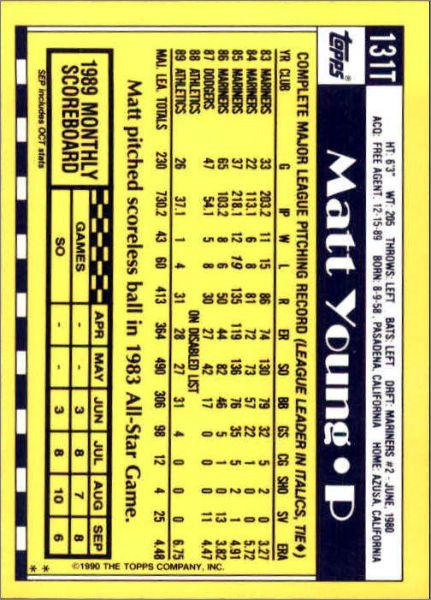 131T
Topps®
Matt Young • P
HT: 6'3" WT: 205 THROWS: LEFT BATS: LEFT DRFT: MARINERS #2 - JUNE, 1980
ACQ: FREE AGENT, 12-15-89 BORN: 8-9-58, PASADENA, CALIFORNIA HOME: AZUSA, CALIFORNIA
COMPLETE MAJOR LEAGUE PITCHING RECORD (LEAGUE LEADER IN ITALICS, TIE♦)
YR CLUB G IP W L R ER SO BB GS CG SHO SV ERA
83 MARINERS 33 203.2 11 15 86 74 130 79 32 5 2 0 3.27
84 MARINERS 22 113.1 6 8 81 72 73 57 22 1 0 0 5.72
85 MARINERS 37 218.1 12 19 135 119 136 76 35 5 2 1 4.91
86 MARINERS 65 103.2 8 6 50 44 82 46 5 1 0 13 3.82
87 DODGERS 47 54.1 5 8 30 27 42 17 0 0 0 11 4.47
88 ATHLETICS ON DISABLED LIST
89 ATHLETICS 26 37.1 1 4 31 28 27 31 4 0 0 0 6.75
MAJ. LEA. TOTALS 230 730.2 43 60 413 364 490 306 98 12 4 25 4.48
Matt pitched scoreless ball in 1983 All-Star Game.
1989 MONTHLY
SCOREBOARD
SEP includes OCT stats
APR MAY JUN JUL AUG SEP
GAMES - - 3 8 7 8
SO - - 3 8 10 6
©1990 THE TOPPS COMPANY, INC.
**